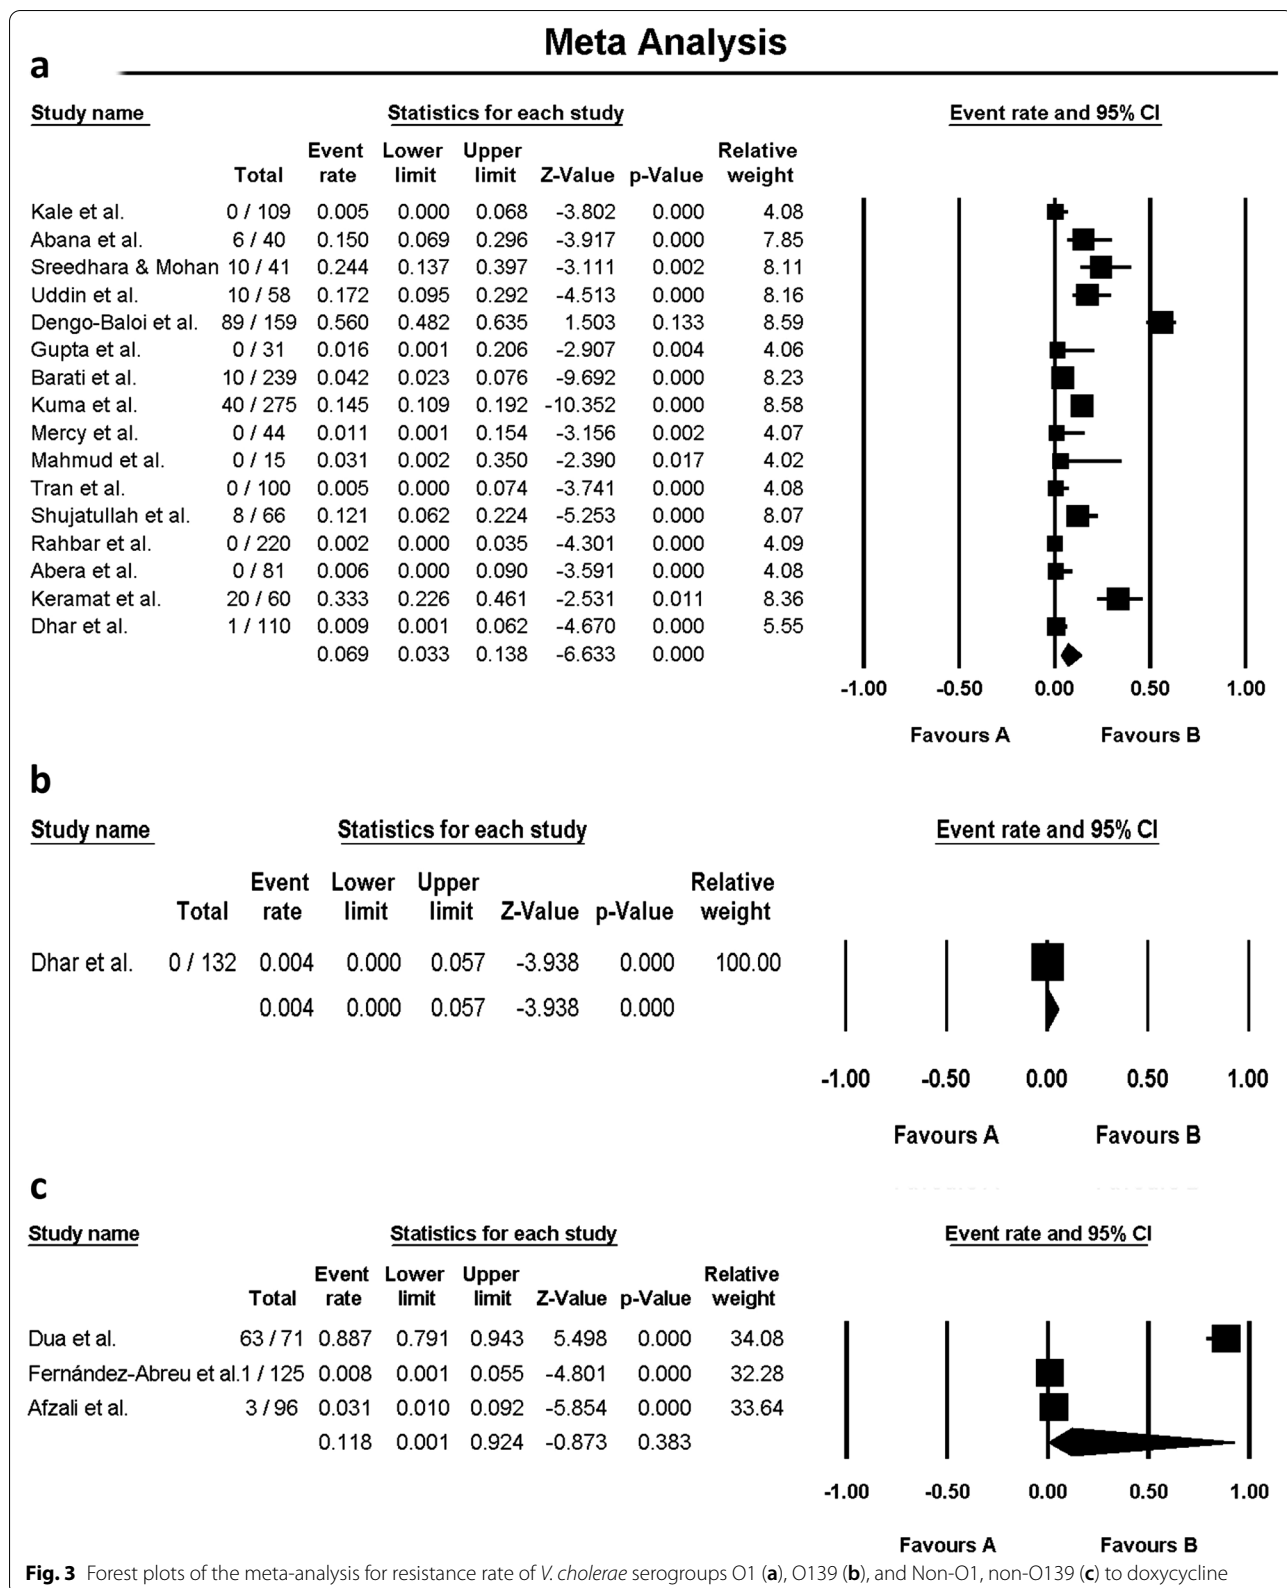 Meta Analysis
a
Study name Statistics for each study Event rate and 95% CI
Event Lower Upper Relative
Total rate limit limit Z-Value p-Value weight
Kale et al. 0 / 109 0.005 0.000 0.068 -3.802 0.000 4.08
Abana et al. 6 / 40 0.150 0.069 0.296 -3.917 0.000 7.85
Sreedhara & Mohan 10 / 41 0.244 0.137 0.397 -3.111 0.002 8.11
Uddin et al. 10 / 58 0.172 0.095 0.292 -4.513 0.000 8.16
Dengo-Baloi et al. 89 / 159 0.560 0.482 0.635 1.503 0.133 8.59
Gupta et al. 0 / 31 0.016 0.001 0.206 -2.907 0.004 4.06
Barati et al. 10 / 239 0.042 0.023 0.076 -9.692 0.000 8.23
Kuma et al. 40 / 275 0.145 0.109 0.192 -10.352 0.000 8.58
Mercy et al. 0 / 44 0.011 0.001 0.154 -3.156 0.002 4.07
Mahmud et al. 0 / 15 0.031 0.002 0.350 -2.390 0.017 4.02
Tran et al. 0 / 100 0.005 0.000 0.074 -3.741 0.000 4.08
Shujatullah et al. 8 / 66 0.121 0.062 0.224 -5.253 0.000 8.07
Rahbar et al. 0 / 220 0.002 0.000 0.035 -4.301 0.000 4.09
Abera et al. 0 / 81 0.006 0.000 0.090 -3.591 0.000 4.08
Keramat et al. 20 / 60 0.333 0.226 0.461 -2.531 0.011 8.36
Dhar et al. 1 / 110 0.009 0.001 0.062 -4.670 0.000 5.55
0.069 0.033 0.138 -6.633 0.000
-1.00 -0.50 0.00 0.50 1.00
Favours A Favours B
b
Study name Statistics for each study Event rate and 95% CI
Event Lower Upper Relative
Total rate limit limit Z-Value p-Value weight
Dhar et al. 0 / 132 0.004 0.000 0.057 -3.938 0.000 100.00
0.004 0.000 0.057 -3.938 0.000
-1.00 -0.50 0.00 0.50 1.00
Favours A Favours B
c
Study name Statistics for each study Event rate and 95% CI
Event Lower Upper Relative
Total rate limit limit Z-Value p-Value weight
Dua et al. 63 / 71 0.887 0.791 0.943 5.498 0.000 34.08
Fernández-Abreu et al. 1 / 125 0.008 0.001 0.055 -4.801 0.000 32.28
Afzali et al. 3 / 96 0.031 0.010 0.092 -5.854 0.000 33.64
0.118 0.001 0.924 -0.873 0.383
-1.00 -0.50 0.00 0.50 1.00
Favours A Favours B
Fig. 3 Forest plots of the meta-analysis for resistance rate of V. cholerae serogroups O1 (a), O139 (b), and Non-O1, non-O139 (c) to doxycycline